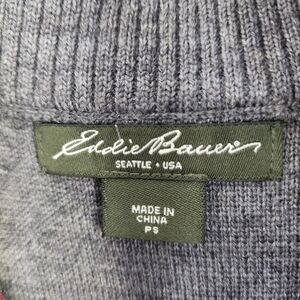 Eddie Bauer
SEATTLE • USA
MADE IN
CHINA
PS